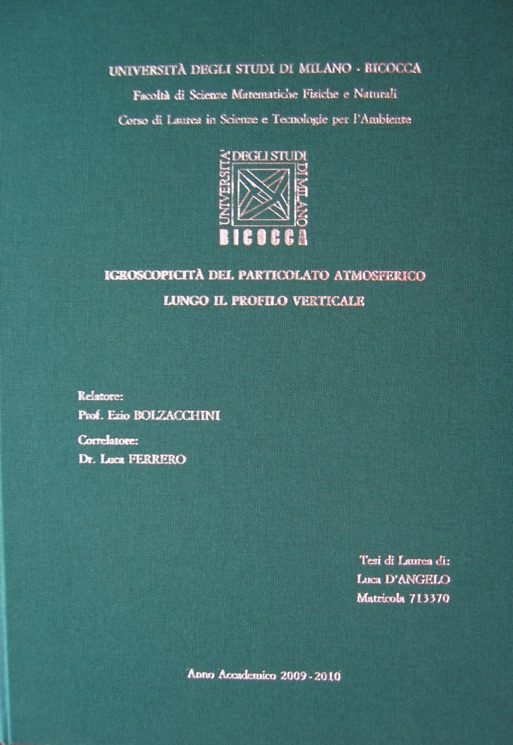 UNIVERSITÀ DEGLI STUDI DI MILANO - BICOCCA
Facoltà di Scienze Matematiche Fisiche e Naturali
Corso di Laurea in Scienze e Tecnologie per l'Ambiente
UNIVERSITÀ DEGLI STUDI DI MILANO
BICOCCA
IGROSCOPICITÀ DEL PARTICOLATO ATMOSFERICO
LUNGO IL PROFILO VERTICALE
Relatore:
Prof. Ezio BOLZACCHINI
Correlatore:
Dr. Luca FERRERO
Tesi di Laurea di:
Luca D'ANGELO
Matricola 713370
Anno Accademico 2009-2010